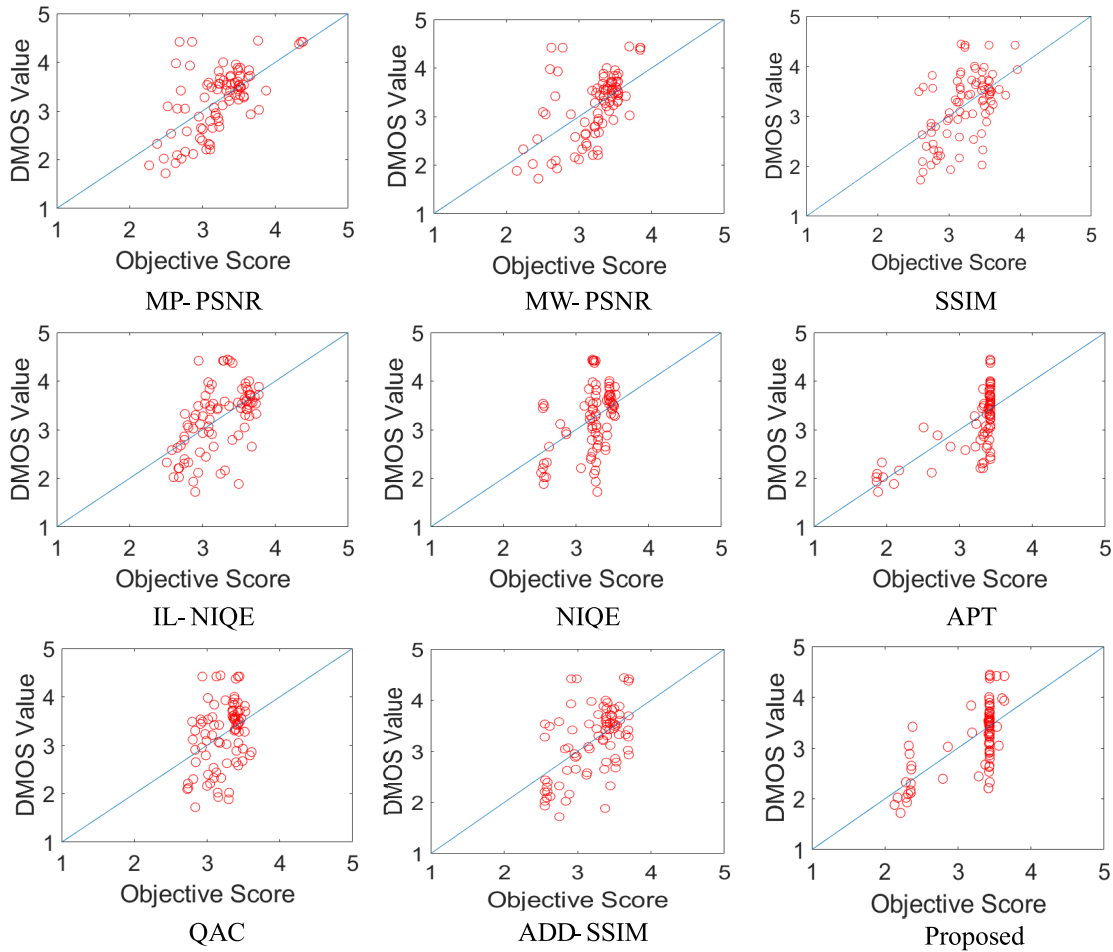 5
4
3
2
1
DMOS Value
1 2 3 4 5
Objective Score
MP- PSNR
5
4
3
2
1
DMOS Value
1 2 3 4 5
Objective Score
MW- PSNR
5
4
3
2
1
DMOS Value
1 2 3 4 5
Objective Score
SSIM
5
4
3
2
1
DMOS Value
1 2 3 4 5
Objective Score
IL- NIQE
5
4
3
2
1
DMOS Value
1 2 3 4 5
Objective Score
NIQE
5
4
3
2
1
DMOS Value
1 2 3 4 5
Objective Score
APT
5
4
3
2
1
DMOS Value
1 2 3 4 5
Objective Score
QAC
5
4
3
2
1
DMOS Value
1 2 3 4 5
Objective Score
ADD- SSIM
5
4
3
2
1
DMOS Value
1 2 3 4 5
Objective Score
Proposed